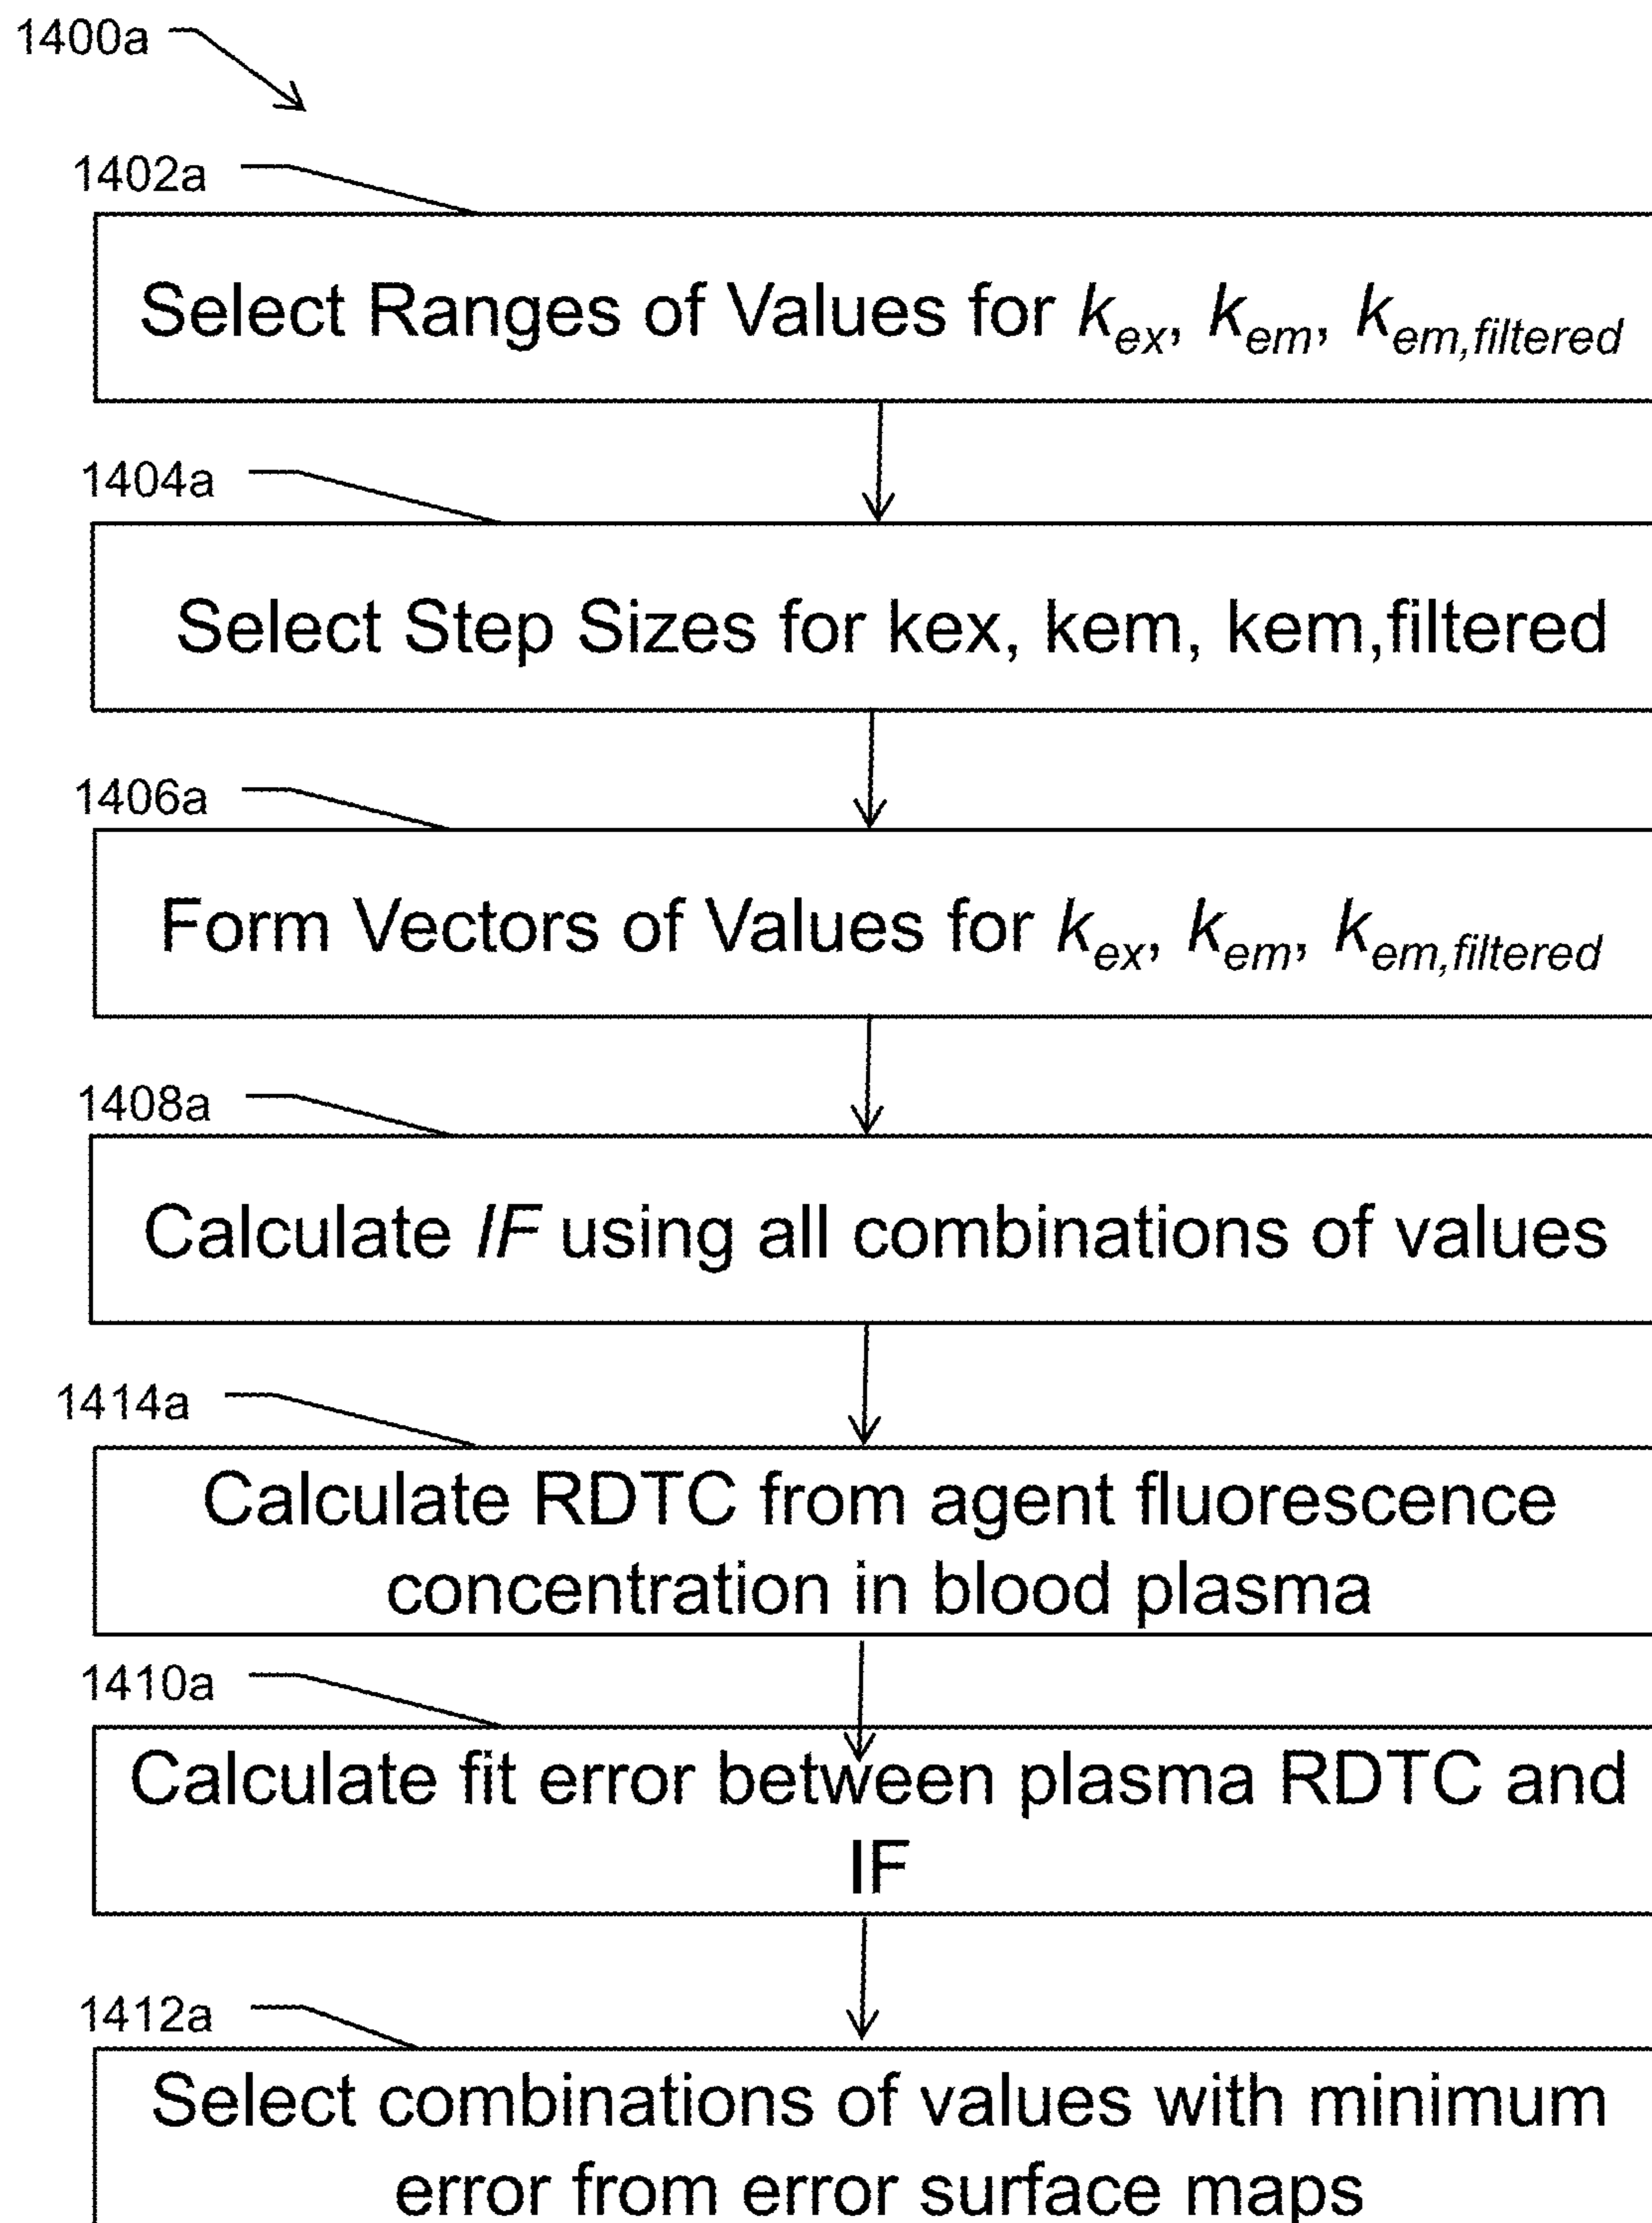 1400a
1402a
Select Ranges of Values for kex, kem, kem,filtered
1404a
Select Step Sizes for kex, kem, kem,filtered
1406a
Form Vectors of Values for kex, kem, kem,filtered
1408a
Calculate IF using all combinations of values
1414a
Calculate RDTC from agent fluorescence
concentration in blood plasma
1410a
Calculate fit error between plasma RDTC and
IF
1412a
Select combinations of values with minimum
error from error surface maps